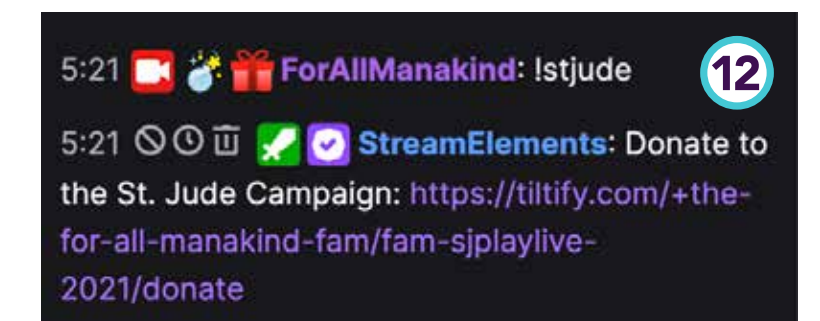 5:21 ForAllManakind: !stjude
12
5:21 StreamElements: Donate to
the St. Jude Campaign: https://tiltify.com/+the-
for-all-manakind-fam/fam-sjplaylive-
2021/donate